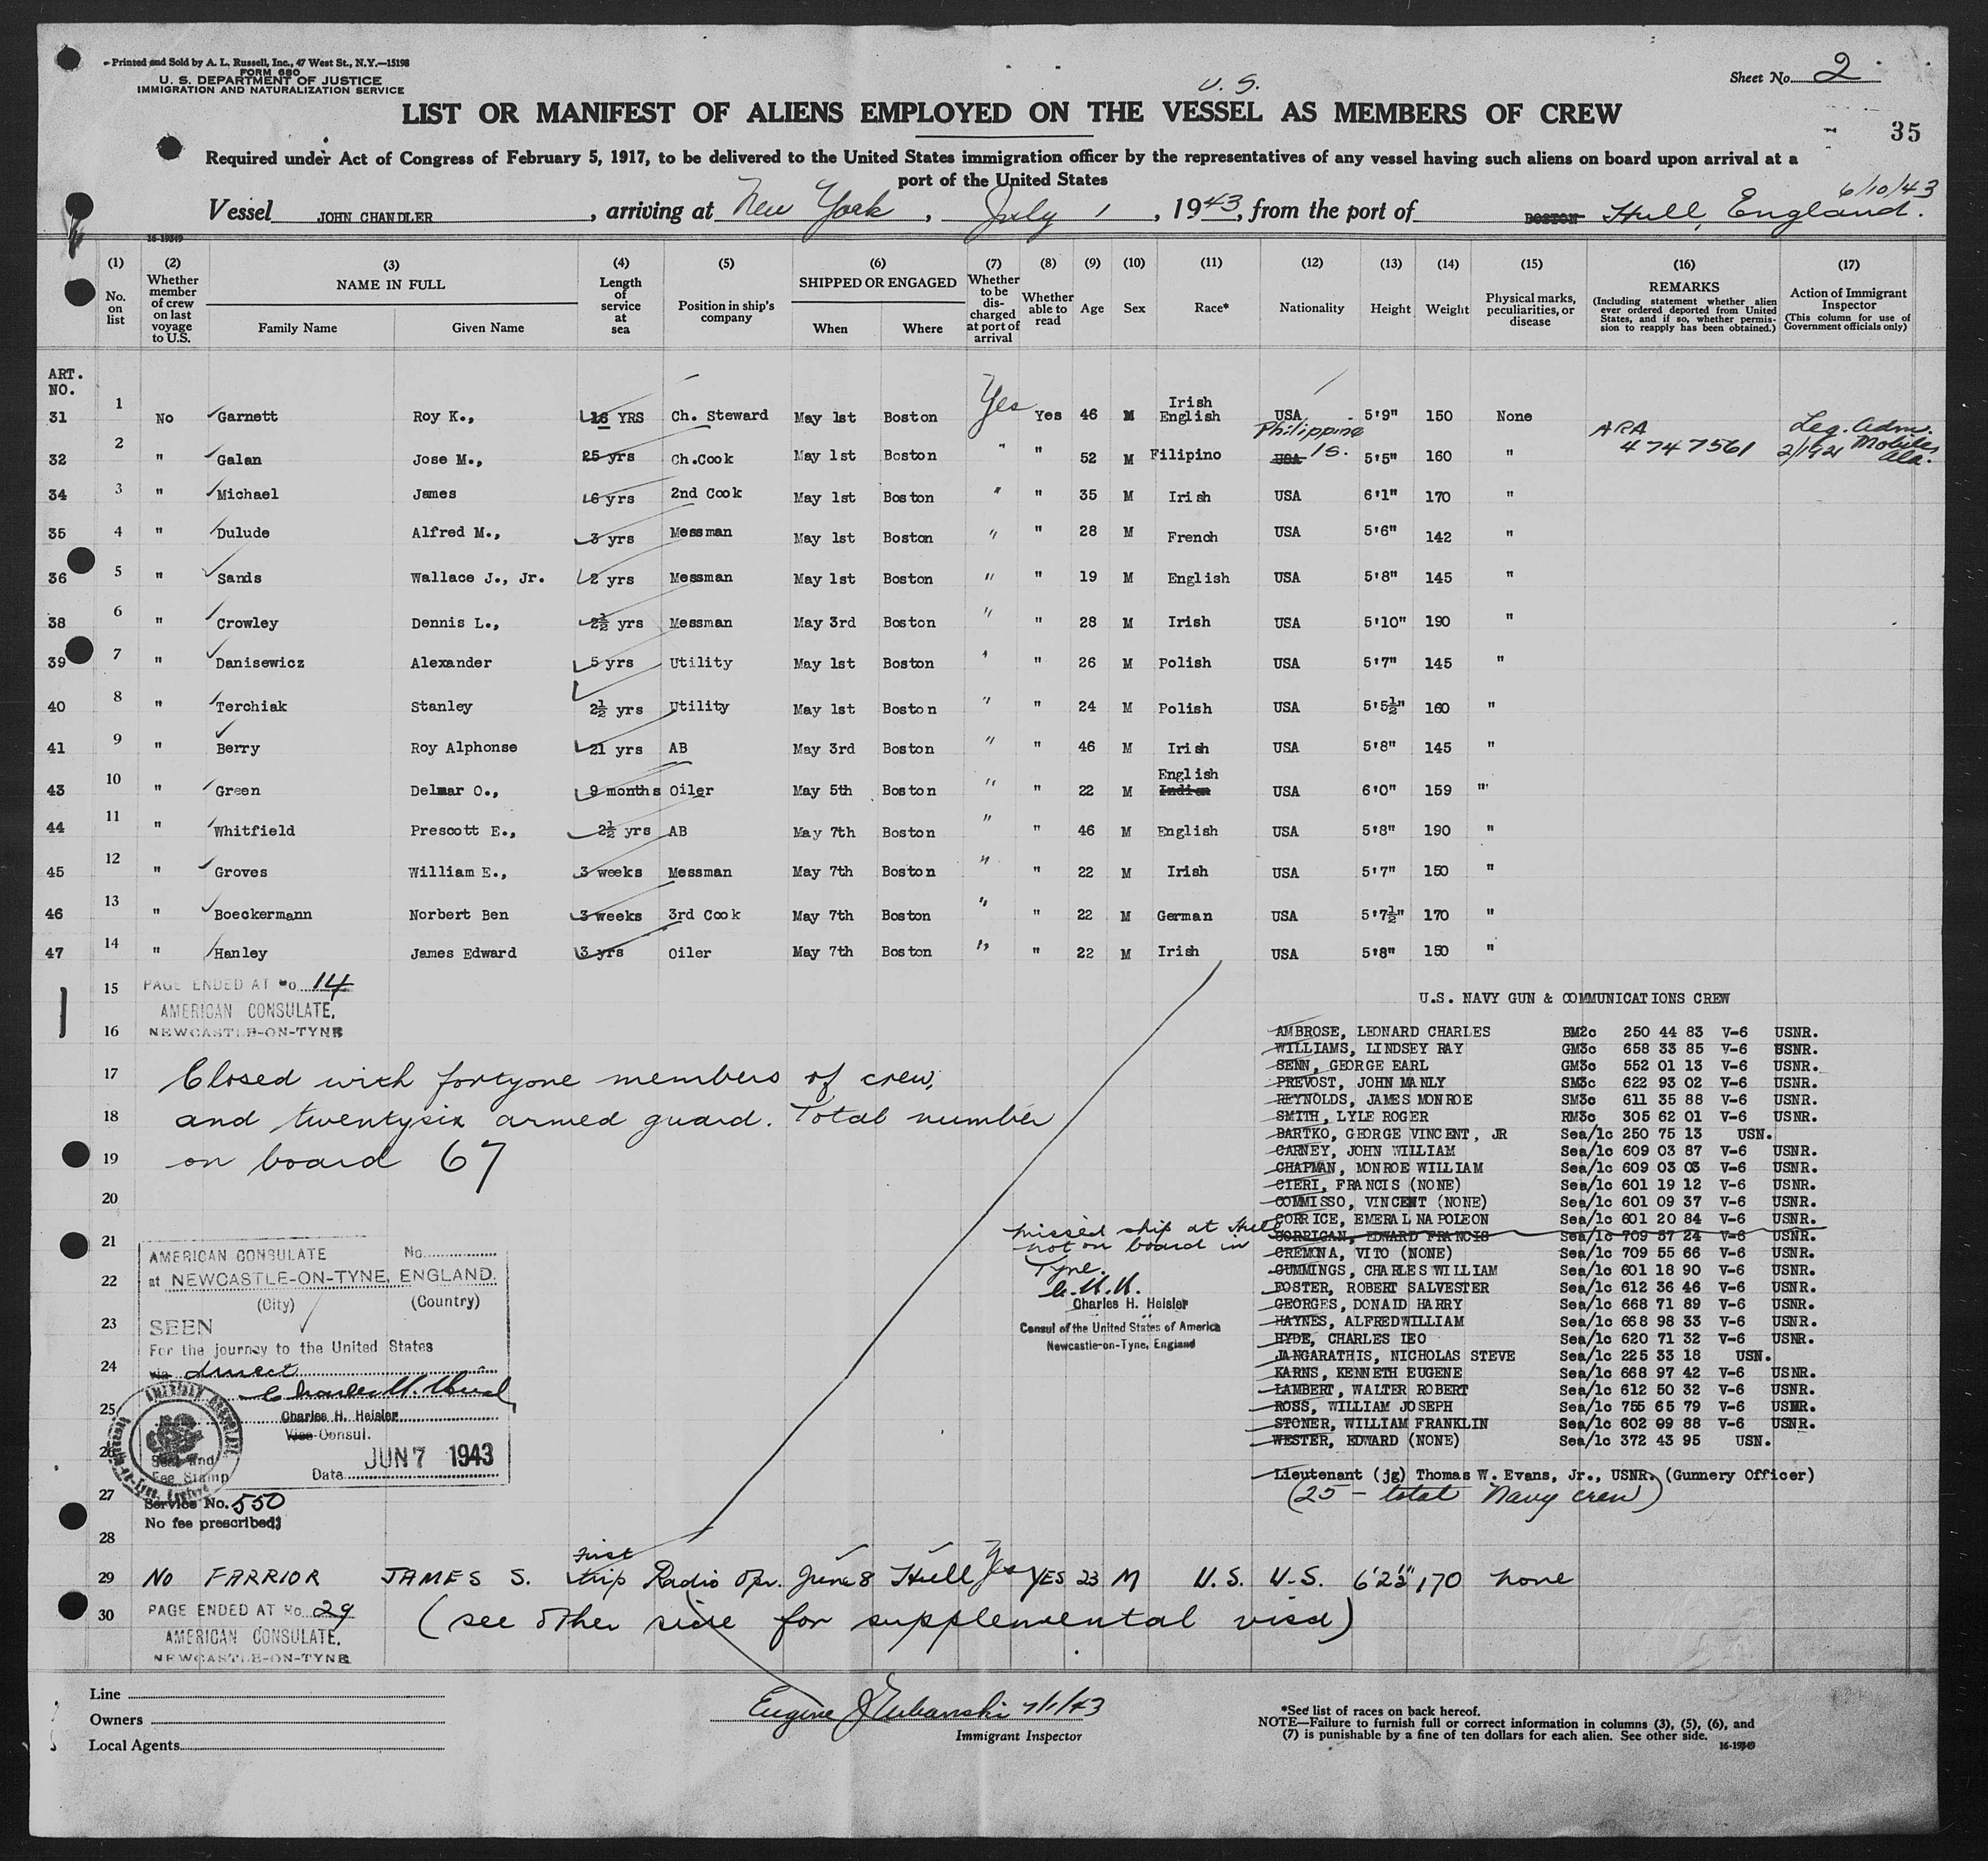 Printed and Sold by A. L. Russell, Inc., 47 West St., N.Y.—15198
FORM 680
U. S. DEPARTMENT OF JUSTICE
IMMIGRATION AND NATURALIZATION SERVICE
Sheet No. 2
U. S.
LIST OR MANIFEST OF ALIENS EMPLOYED ON THE VESSEL AS MEMBERS OF CREW
35
Required under Act of Congress of February 5, 1917, to be delivered to the United States immigration officer by the representatives of any vessel having such aliens on board upon arrival at a
port of the United States
6/10/43
Vessel JOHN CHANDLER, arriving at New York, July 1, 1943, from the port of BOSTON Hull, England.
16-19349
(1) (2) (3) (4) (5) (6) (7) (8) (9) (10) (11) (12) (13) (14) (15) (16) (17)
No. on list
Whether member of crew on last voyage to U.S.
NAME IN FULL
Family Name Given Name
Length of service at sea
Position in ship's company
SHIPPED OR ENGAGED
When Where
Whether to be discharged at port of arrival
Whether able to read
Age
Sex
Race*
Nationality
Height
Weight
Physical marks, peculiarities, or disease
REMARKS
(Including statement whether alien ever ordered deported from United States, and if so, whether permission to reapply has been obtained.)
Action of Immigrant Inspector
(This column for use of Government officials only)
ART. NO.
31 1 No Garnett Roy K., 16 YRS Ch. Steward May 1st Boston Yes Yes 46 M Irish English USA 5'9" 150 None
32 2 " Galan Jose M., 25 yrs Ch.Cook May 1st Boston " " 52 M Filipino USA Philippine Is. 5'5" 160 " ARA 4747561 Leg. Adm. 2/1921 Mobile, Ala.
34 3 " Michael James 6 yrs 2nd Cook May 1st Boston " " 35 M Irish USA 6'1" 170 "
35 4 " Dulude Alfred M., 3 yrs Messman May 1st Boston " " 28 M French USA 5'6" 142 "
36 5 " Sands Wallace J., Jr. 2 yrs Messman May 1st Boston " " 19 M English USA 5'8" 145 "
38 6 " Crowley Dennis L., 2½ yrs Messman May 3rd Boston " " 28 M Irish USA 5'10" 190 "
39 7 " Danisewicz Alexander 5 yrs Utility May 1st Boston " " 26 M Polish USA 5'7" 145 "
40 8 " Terchiak Stanley 2½ yrs Utility May 1st Boston " " 24 M Polish USA 5'5½" 160 "
41 9 " Berry Roy Alphonse 21 yrs AB May 3rd Boston " " 46 M Irish USA 5'8" 145 "
43 10 " Green Delmar O., 9 months Oiler May 5th Boston " " 22 M English Indian USA 6'0" 159 "
44 11 " Whitfield Prescott E., 2½ yrs AB May 7th Boston " " 46 M English USA 5'8" 190 "
45 12 " Groves William E., 3 weeks Messman May 7th Boston " " 22 M Irish USA 5'7" 150 "
46 13 " Boeckermann Norbert Ben 3 weeks 3rd Cook May 7th Boston " " 22 M German USA 5'7½" 170 "
47 14 " Hanley James Edward 3 yrs Oiler May 7th Boston " " 22 M Irish USA 5'8" 150 "
15 PAGE ENDED AT No. 14
AMERICAN CONSULATE,
16 NEWCASTLE-ON-TYNE
17 Closed with fortyone members of crew,
18 and twentysix armed guard. Total number
19 on board 67
20
21
22
23
24
25
26
27
28
AMERICAN CONSULATE No.
at NEWCASTLE-ON-TYNE, ENGLAND.
(City) (Country)
SEEN
For the journey to the United States
via direct
Charles H. Heisler
Vice Consul.
Seal and
Fee Stamp
Date JUN 7 1943
Service No. 550
No fee prescribed;
missed ship at Hull
not on board in
Tyne.
C.H.H.
Charles H. Heisler
Consul of the United States of America
Newcastle-on-Tyne, England
U.S. NAVY GUN & COMMUNICATIONS CREW
AMBROSE, LEONARD CHARLES BM2c 250 44 83 V-6 USNR.
WILLIAMS, LINDSEY RAY GM3c 658 33 85 V-6 USNR.
SENN, GEORGE EARL GM3c 552 01 13 V-6 USNR.
PREVOST, JOHN MANLY SM3c 622 93 02 V-6 USNR.
REYNOLDS, JAMES MONROE SM3c 611 35 88 V-6 USNR.
SMITH, LYLE ROGER RM3c 305 62 01 V-6 USNR.
BARTKO, GEORGE VINCENT, JR Sea/1c 250 75 13 USN.
CARNEY, JOHN WILLIAM Sea/1c 609 03 87 V-6 USNR.
CHAPMAN, MONROE WILLIAM Sea/1c 609 03 03 V-6 USNR.
CIERI, FRANCIS (NONE) Sea/1c 601 19 12 V-6 USNR.
COMMISSO, VINCENT (NONE) Sea/1c 601 09 37 V-6 USNR.
CORRICE, EMERAL NAPOLEON Sea/1c 601 20 84 V-6 USNR.
CORRIGAN, EDWARD FRANCIS Sea/1c 709 57 24 V-6 USNR.
CREMONA, VITO (NONE) Sea/1c 709 55 66 V-6 USNR.
CUMMINGS, CHARLES WILLIAM Sea/1c 601 18 90 V-6 USNR.
FOSTER, ROBERT SALVESTER Sea/1c 612 36 46 V-6 USNR.
GEORGES, DONALD HARRY Sea/1c 668 71 89 V-6 USNR.
HAYNES, ALFREDWILLIAM Sea/1c 668 98 33 V-6 USNR.
HYDE, CHARLES LEO Sea/1c 620 71 32 V-6 USNR.
JANGARATHIS, NICHOLAS STEVE Sea/1c 225 33 18 USN.
KARNS, KENNETH EUGENE Sea/1c 668 97 42 V-6 USNR.
LAMBERT, WALTER ROBERT Sea/1c 612 50 32 V-6 USNR.
ROSS, WILLIAM JOSEPH Sea/1c 755 65 79 V-6 USNR.
STONER, WILLIAM FRANKLIN Sea/1c 602 09 88 V-6 USNR.
WESTER, EDWARD (NONE) Sea/1c 372 43 95 USN.
Lieutenant (jg) Thomas W. Evans, Jr., USNR. (Gunnery Officer)
(25 - total Navy crew)
29 NO FARRIOR JAMES S. First trip Radio Opr. June 8 Hull Yes YES 23 M U.S. U.S. 6'2½" 170 none
30 PAGE ENDED AT No. 29 (see other side for supplemental visa)
AMERICAN CONSULATE,
NEWCASTLE-ON-TYNE
Line
Owners
Local Agents
Eugene J Urbanski 7/1/43
Immigrant Inspector
*See list of races on back hereof.
NOTE—Failure to furnish full or correct information in columns (3), (5), (6), and
(7) is punishable by a fine of ten dollars for each alien. See other side.
16-19349